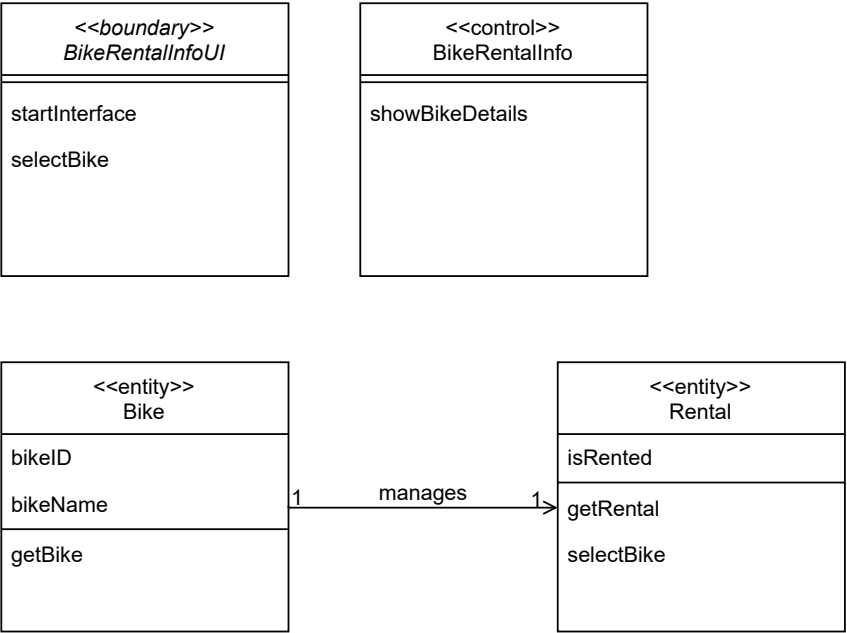 <<boundary>>
BikeRentalInfoUI
startInterface
selectBike
<<control>>
BikeRentalInfo
showBikeDetails
<<entity>>
Bike
bikeID
bikeName
getBike
1
manages
1
<<entity>>
Rental
isRented
getRental
selectBike